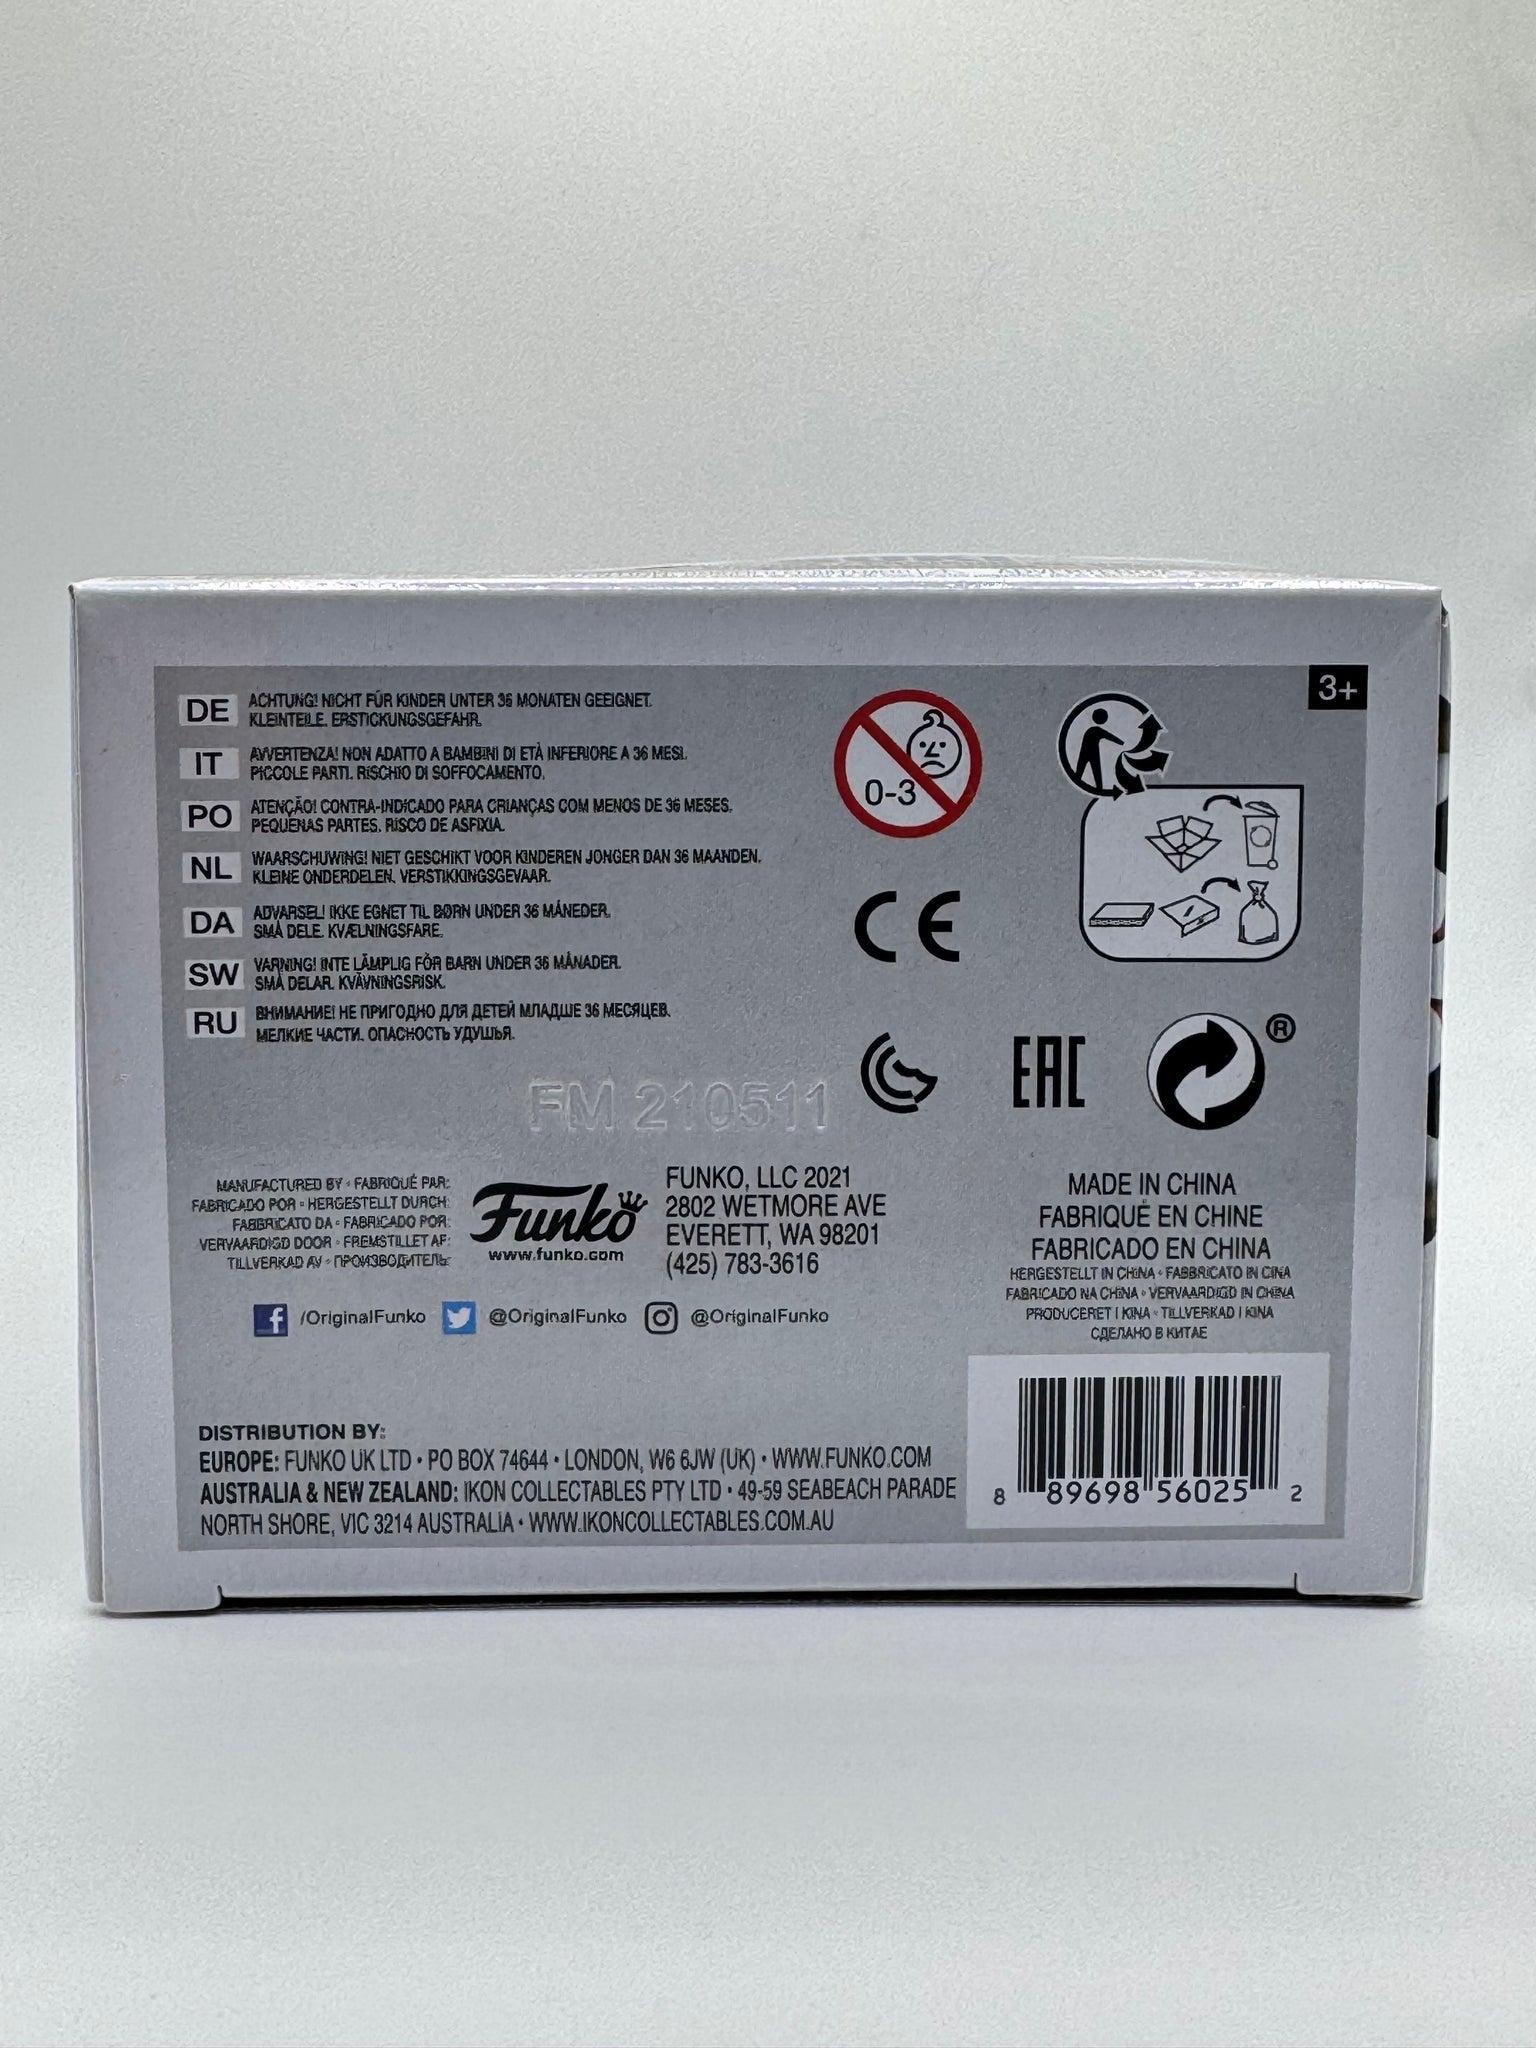 3+
DE ACHTUNG! NICHT FÜR KINDER UNTER 36 MONATEN GEEIGNET.
KLEINTEILE. ERSTICKUNGSGEFAHR.
IT AVVERTENZA! NON ADATTO A BAMBINI DI ETÀ INFERIORE A 36 MESI.
PICCOLE PARTI. RISCHIO DI SOFFOCAMENTO.
PO ATENÇÃO! CONTRA-INDICADO PARA CRIANÇAS COM MENOS DE 36 MESES.
PEQUENAS PARTES. RISCO DE ASFIXIA.
NL WAARSCHUWING! NIET GESCHIKT VOOR KINDEREN JONGER DAN 36 MAANDEN.
KLEINE ONDERDELEN. VERSTIKKINGSGEVAAR.
DA ADVARSEL! IKKE EGNET TIL BØRN UNDER 36 MÅNEDER.
SMÅ DELE. KVÆLNINGSFARE.
SW VARNING! INTE LÄMPLIG FÖR BARN UNDER 36 MÅNADER.
SMÅ DELAR. KVÄVNINGSRISK.
RU ВНИМАНИЕ! НЕ ПРИГОДНО ДЛЯ ДЕТЕЙ МЛАДШЕ 36 МЕСЯЦЕВ.
МЕЛКИЕ ЧАСТИ. ОПАСНОСТЬ УДУШЬЯ.
0-3
CE
EAC
®
FM 210511
MANUFACTURED BY • FABRIQUÉ PAR:
FABRICADO POR • HERGESTELLT DURCH:
FABBRICATO DA • FABRICADO POR:
VERVAARDIGD DOOR • FREMSTILLET AF:
TILLVERKAD AV • ПРОИЗВОДИТЕЛЬ:
Funko
www.funko.com
FUNKO, LLC 2021
2802 WETMORE AVE
EVERETT, WA 98201
(425) 783-3616
MADE IN CHINA
FABRIQUÉ EN CHINE
FABRICADO EN CHINA
HERGESTELLT IN CHINA • FABBRICATO IN CINA
FABRICADO NA CHINA • VERVAARDIGD IN CHINA
PRODUCERET I KINA • TILLVERKAD I KINA
СДЕЛАНО В КИТАЕ
f /OriginalFunko @OriginalFunko @OriginalFunko
DISTRIBUTION BY:
EUROPE: FUNKO UK LTD • PO BOX 74644 • LONDON, W6 6JW (UK) • WWW.FUNKO.COM
AUSTRALIA & NEW ZEALAND: IKON COLLECTABLES PTY LTD • 49-59 SEABEACH PARADE
NORTH SHORE, VIC 3214 AUSTRALIA • WWW.IKONCOLLECTABLES.COM.AU
8 89698 56025 2